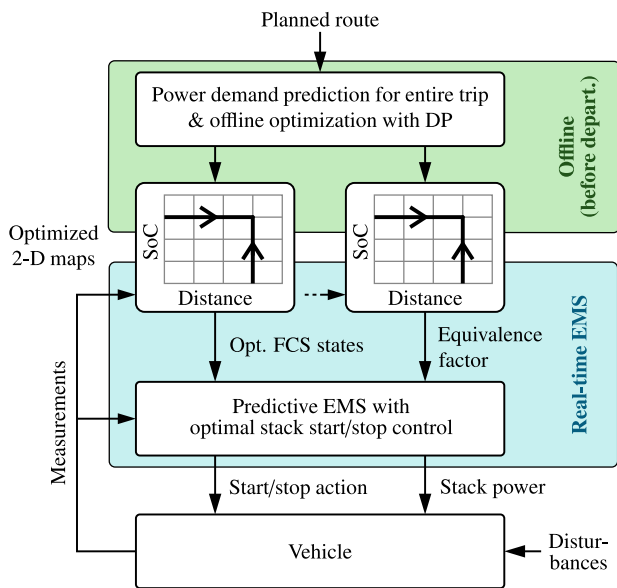 Planned route
Power demand prediction for entire trip
& offline optimization with DP
Offline
(before depart.)
Optimized
2-D maps
SoC
Distance
SoC
Distance
Opt. FCS states
Equivalence
factor
Real-time EMS
Measurements
Predictive EMS with
optimal stack start/stop control
Start/stop action
Stack power
Vehicle
Distur-
bances